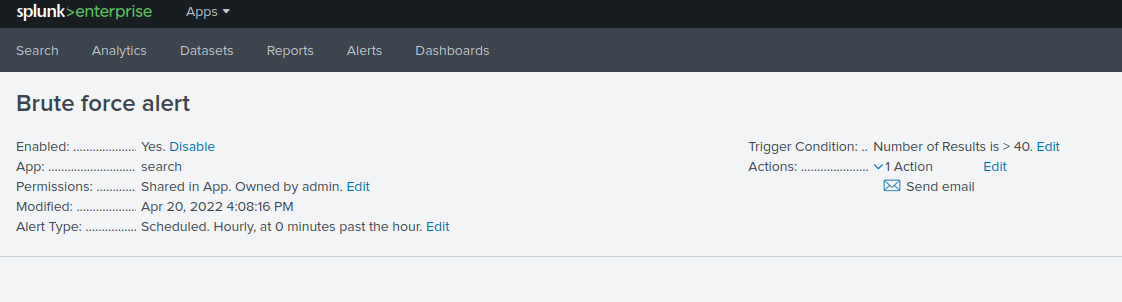 splunk>enterprise Apps
Search Analytics Datasets Reports Alerts Dashboards
Brute force alert
Enabled: ................... Yes. Disable
App: .......................... search
Permissions: ............ Shared in App. Owned by admin. Edit
Modified: .................. Apr 20, 2022 4:08:16 PM
Alert Type: ................ Scheduled. Hourly, at 0 minutes past the hour. Edit
Trigger Condition: .. Number of Results is > 40. Edit
Actions: ..................... 1 Action Edit
Send email